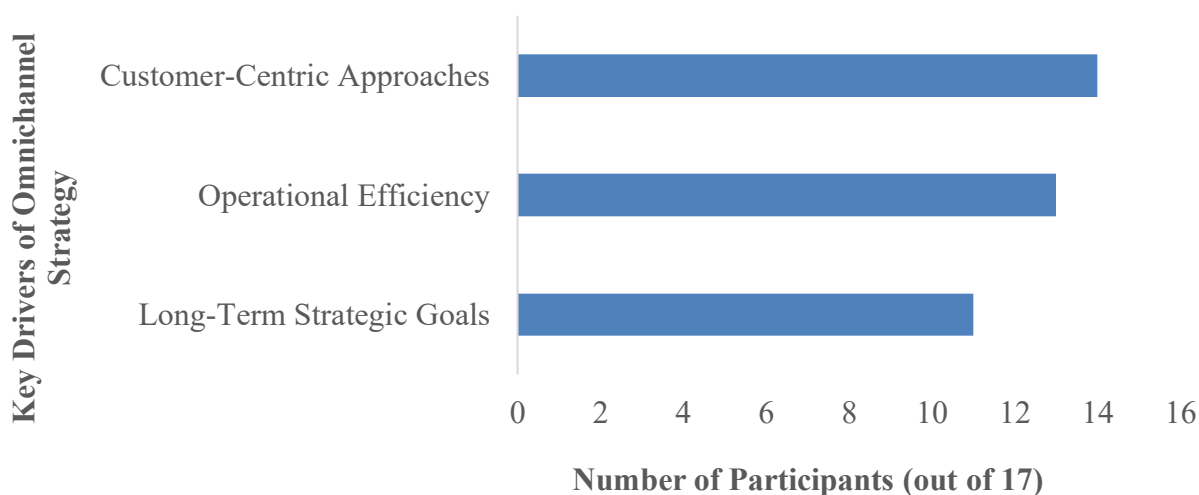 Key Drivers of Omnichannel
Strategy
Customer-Centric Approaches
Operational Efficiency
Long-Term Strategic Goals
0 2 4 6 8 10 12 14 16
Number of Participants (out of 17)